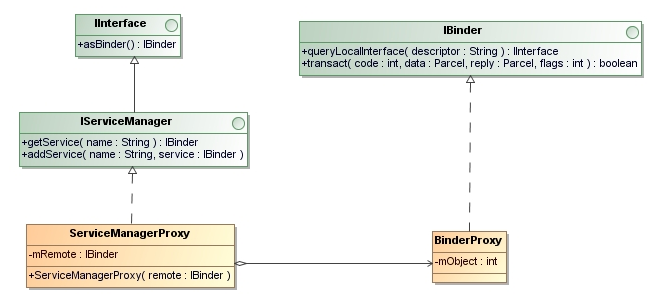 IInterface
+asBinder() : IBinder
IBinder
+queryLocalInterface( descriptor : String ) : IInterface
+transact( code : int, data : Parcel, reply : Parcel, flags : int ) : boolean
IServiceManager
+getService( name : String ) : IBinder
+addService( name : String, service : IBinder )
ServiceManagerProxy
-mRemote : IBinder
+ServiceManagerProxy( remote : IBinder )
BinderProxy
-mObject : int